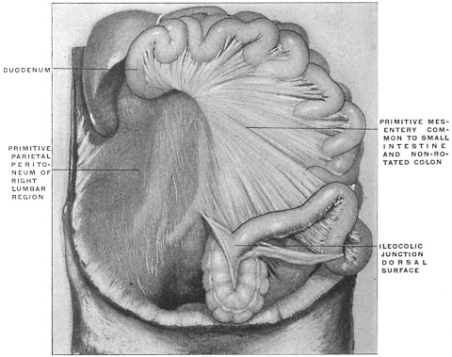 DUODENUM
PRIMITIVE
PARIETAL
PERITO-
NEUM OF
RIGHT
LUMBAR
REGION
PRIMITIVE MES-
ENTERY COM-
MON TO SMALL
INTESTINE
AND NON-RO-
TATED COLON
ILEOCOLIC
JUNCTION
DORSAL
SURFACE